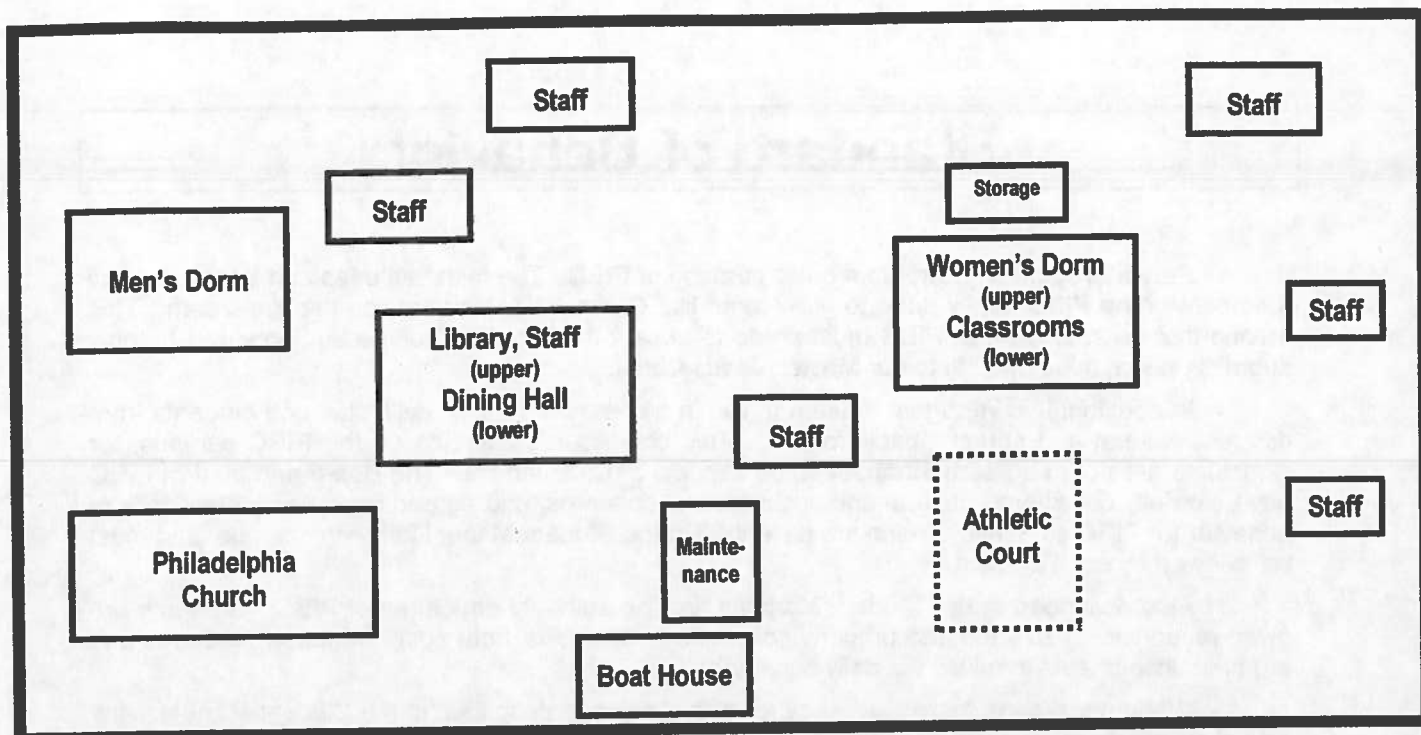 Staff
Staff
Staff
Storage
Men's Dorm
Women's Dorm
(upper)
Classrooms
(lower)
Staff
Library, Staff
(upper)
Dining Hall
(lower)
Staff
Staff
Athletic
Court
Mainte-
nance
Philadelphia
Church
Boat House